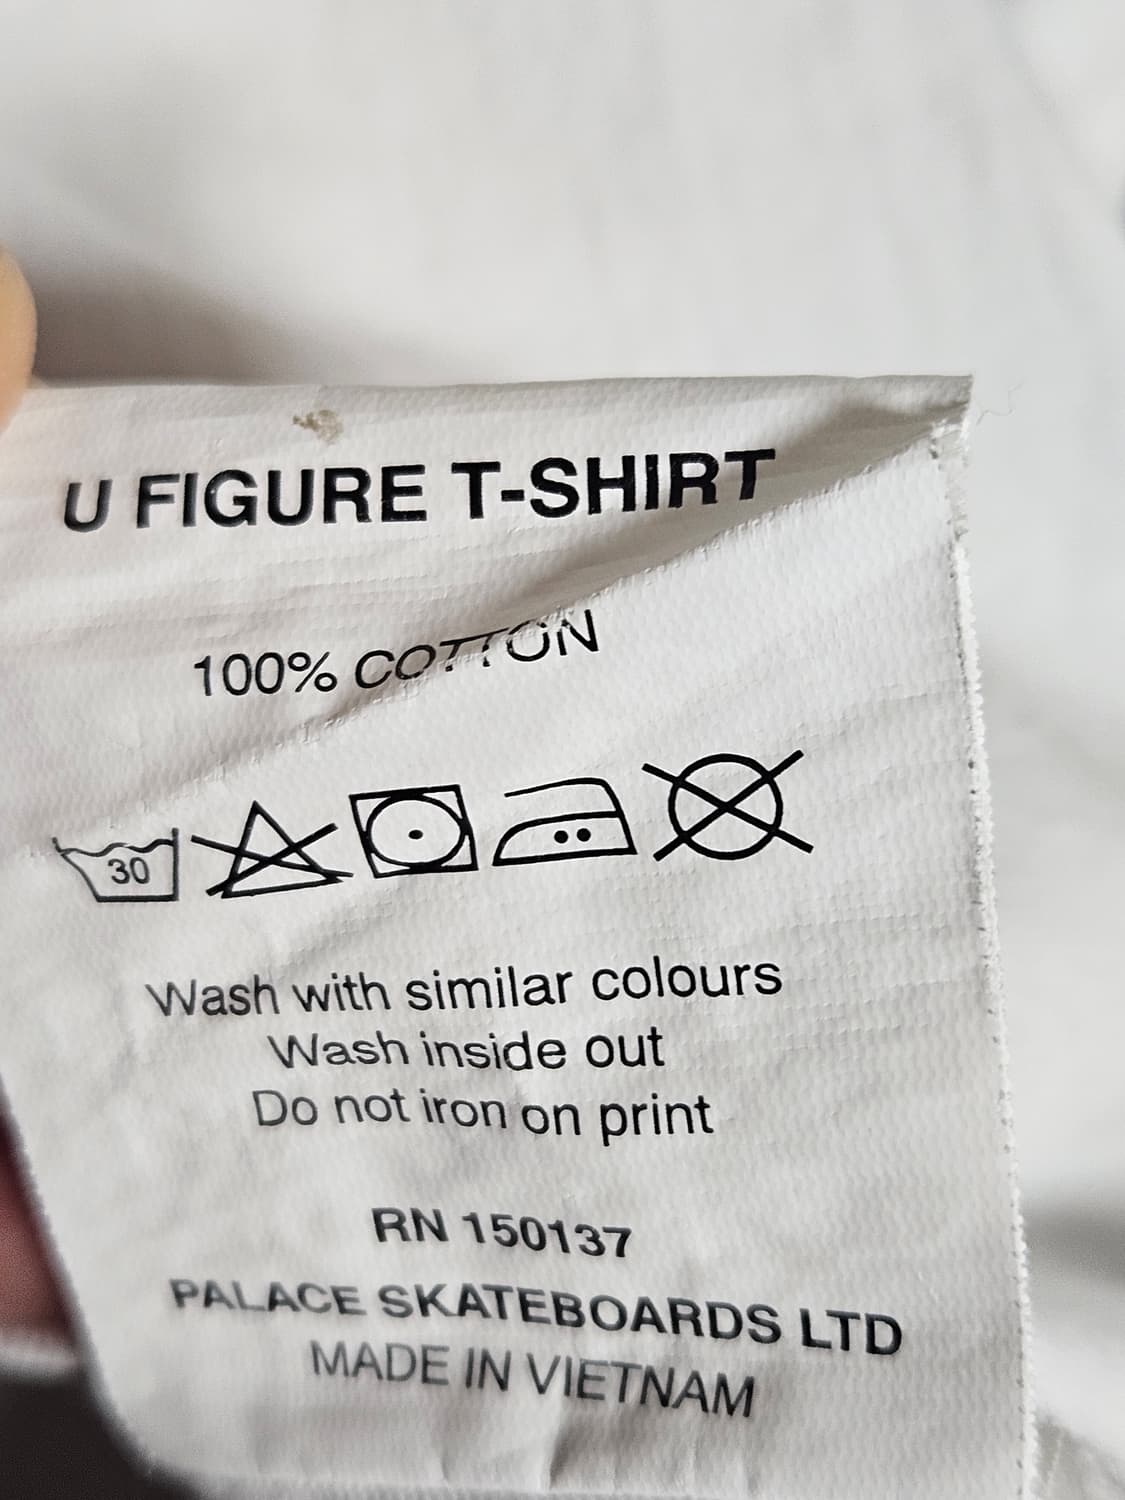 U FIGURE T-SHIRT
100% COTTON
30
Wash with similar colours
Wash inside out
Do not iron on print
RN 150137
PALACE SKATEBOARDS LTD
MADE IN VIETNAM